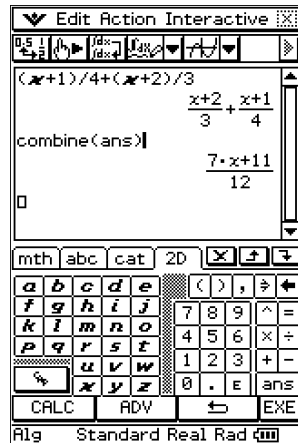 Edit Action Interactive
(x+1)/4+(x+2)/3
x+2/3 + x+1/4
combine(ans)
7·x+11/12
mth abc cat 2D
a b c d e ( ) , ⇒ ←
f g h i j 7 8 9 ^ =
k l m n o 4 5 6 × ÷
p q r s t 1 2 3 + −
u v w
x y z 0 . E ans
CALC ADV EXE
Alg Standard Real Rad